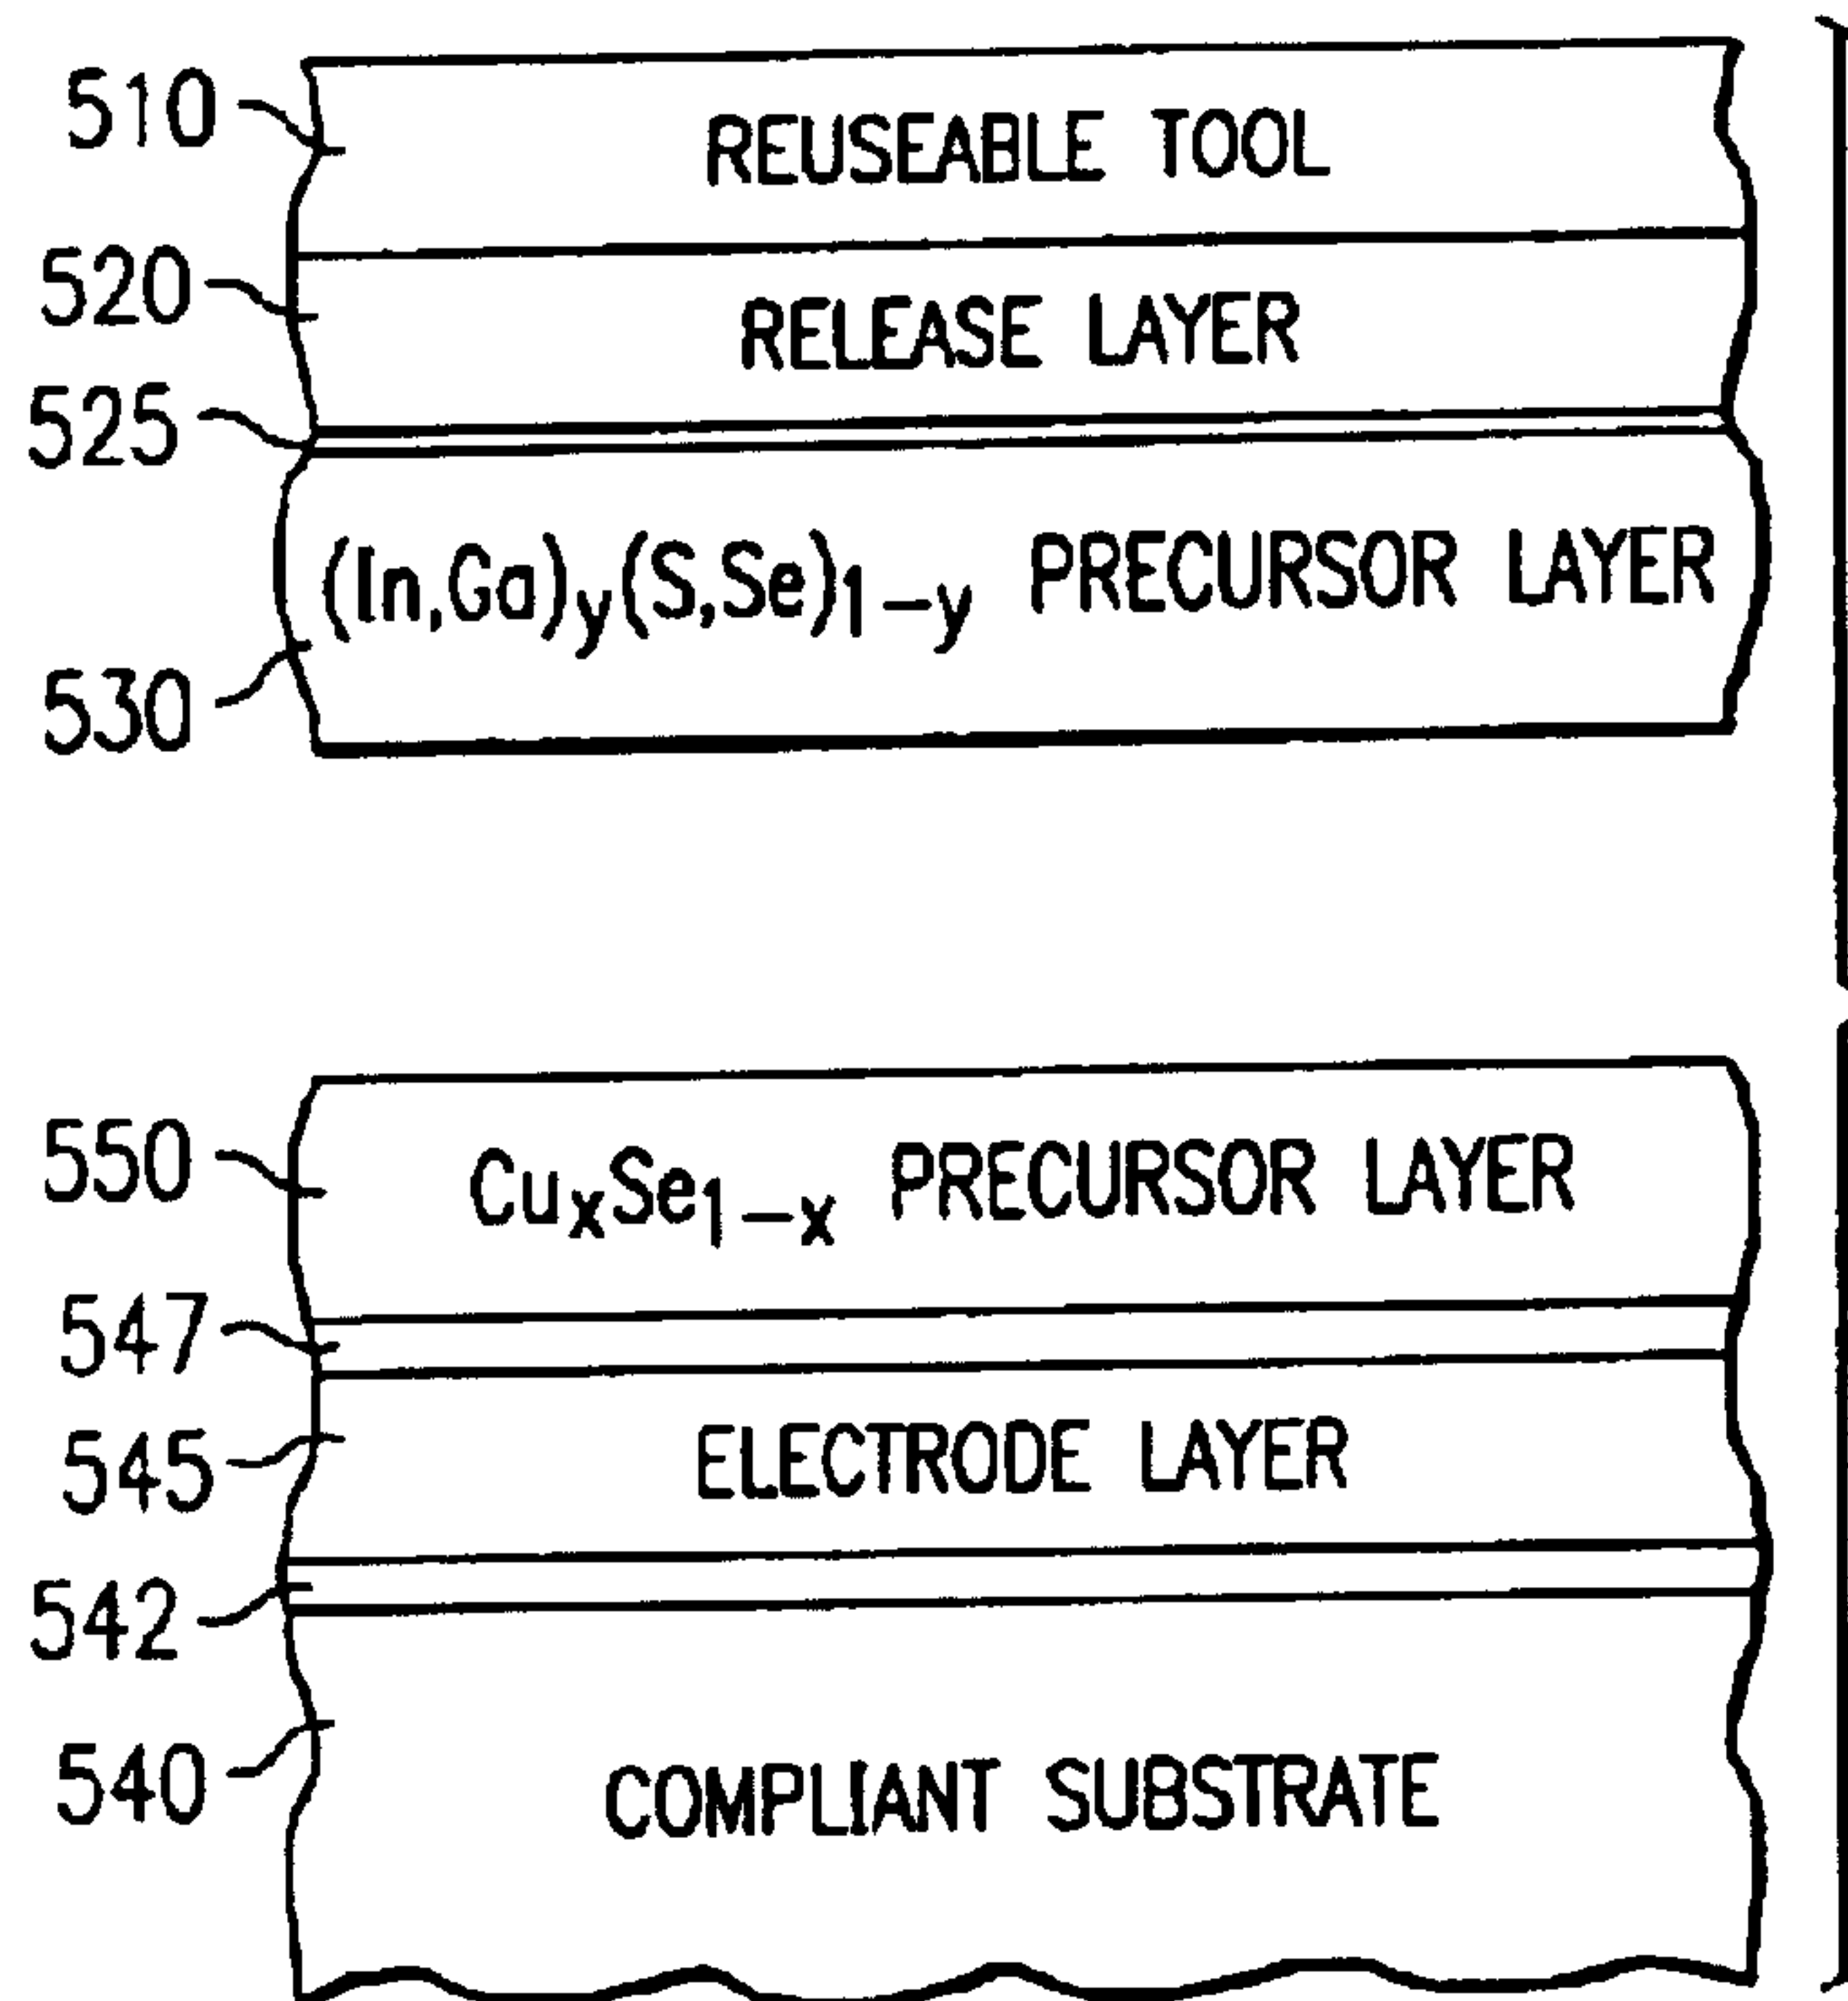 510
REUSEABLE TOOL
520
RELEASE LAYER
525
(In,Ga)y(S,Se)1-y PRECURSOR LAYER
530
550
CuxSe1-x PRECURSOR LAYER
547
545
ELECTRODE LAYER
542
540
COMPLIANT SUBSTRATE